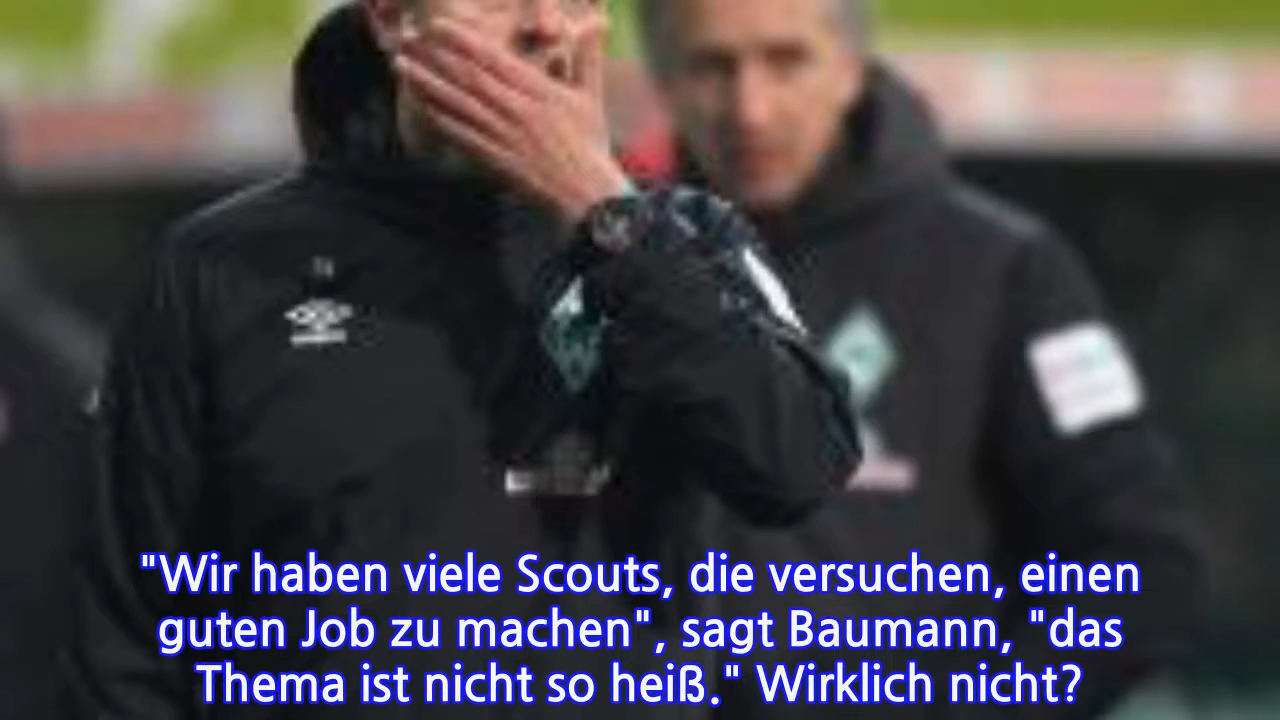 "Wir haben viele Scouts, die versuchen, einen
guten Job zu machen", sagt Baumann, "das
Thema ist nicht so heiß." Wirklich nicht?